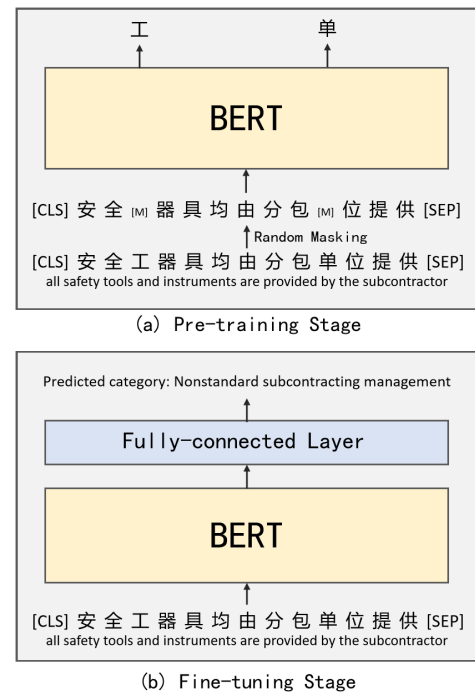 工 单
BERT
[CLS] 安 全 [M] 器 具 均 由 分 包 [M] 位 提 供 [SEP]
Random Masking
[CLS] 安 全 工 器 具 均 由 分 包 单 位 提 供 [SEP]
all safety tools and instruments are provided by the subcontractor
(a) Pre-training Stage
Predicted category: Nonstandard subcontracting management
Fully-connected Layer
BERT
[CLS] 安 全 工 器 具 均 由 分 包 单 位 提 供 [SEP]
all safety tools and instruments are provided by the subcontractor
(b) Fine-tuning Stage